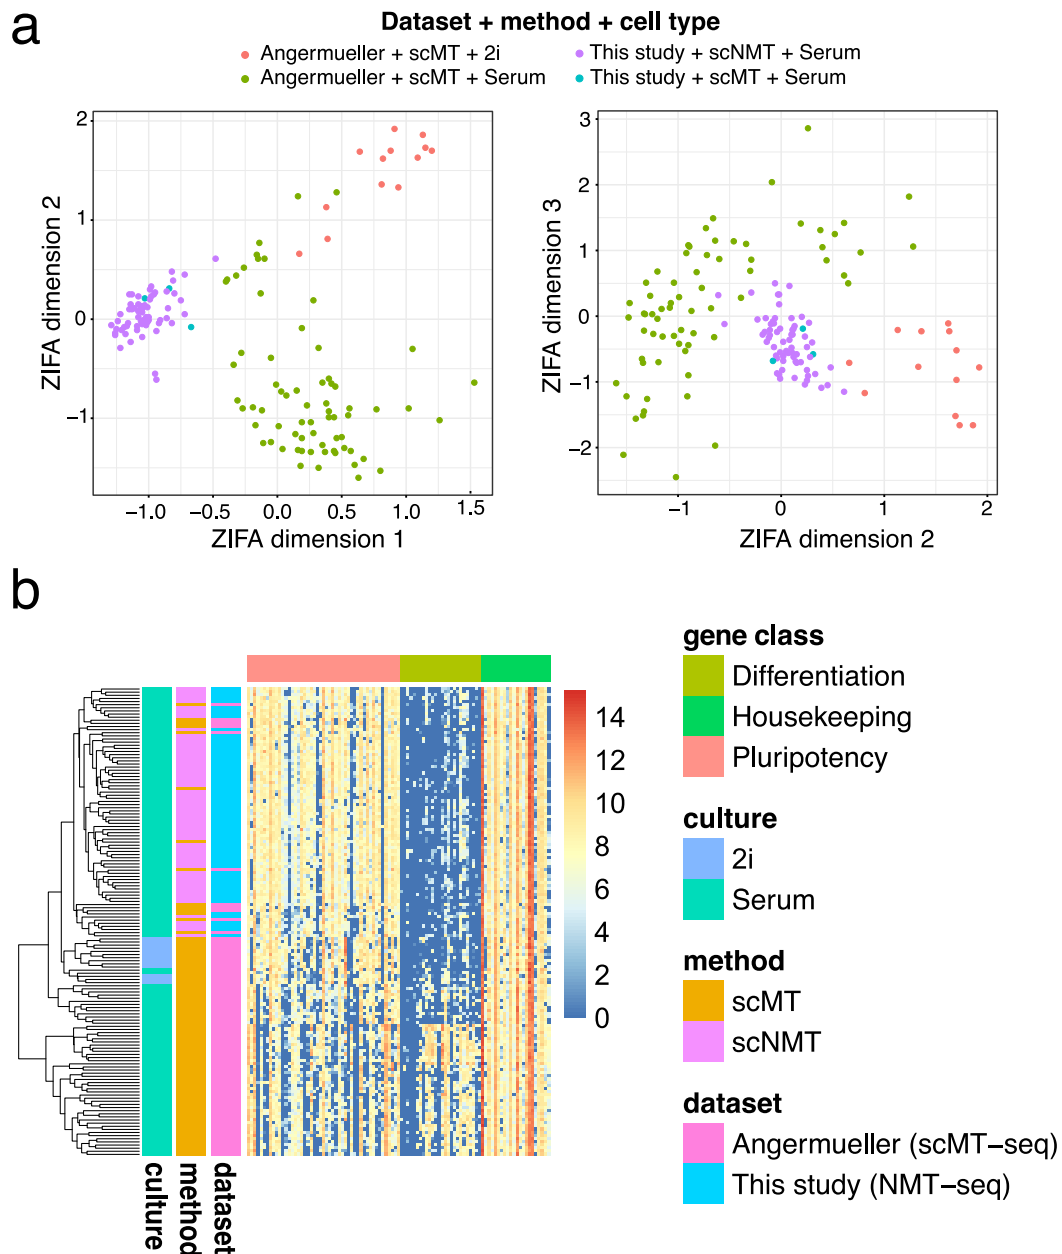 a
Dataset + method + cell type
Angermueller + scMT + 2i
This study + scNMT + Serum
Angermueller + scMT + Serum
This study + scMT + Serum
2
1
0
−1
ZIFA dimension 2
−1.0 −0.5 0.0 0.5 1.0 1.5
ZIFA dimension 1
3
2
1
0
−1
−2
ZIFA dimension 3
−1 0 1 2
ZIFA dimension 2
b
14
12
10
8
6
4
2
0
culture
method
dataset
gene class
Differentiation
Housekeeping
Pluripotency
culture
2i
Serum
method
scMT
scNMT
dataset
Angermueller (scMT−seq)
This study (NMT−seq)